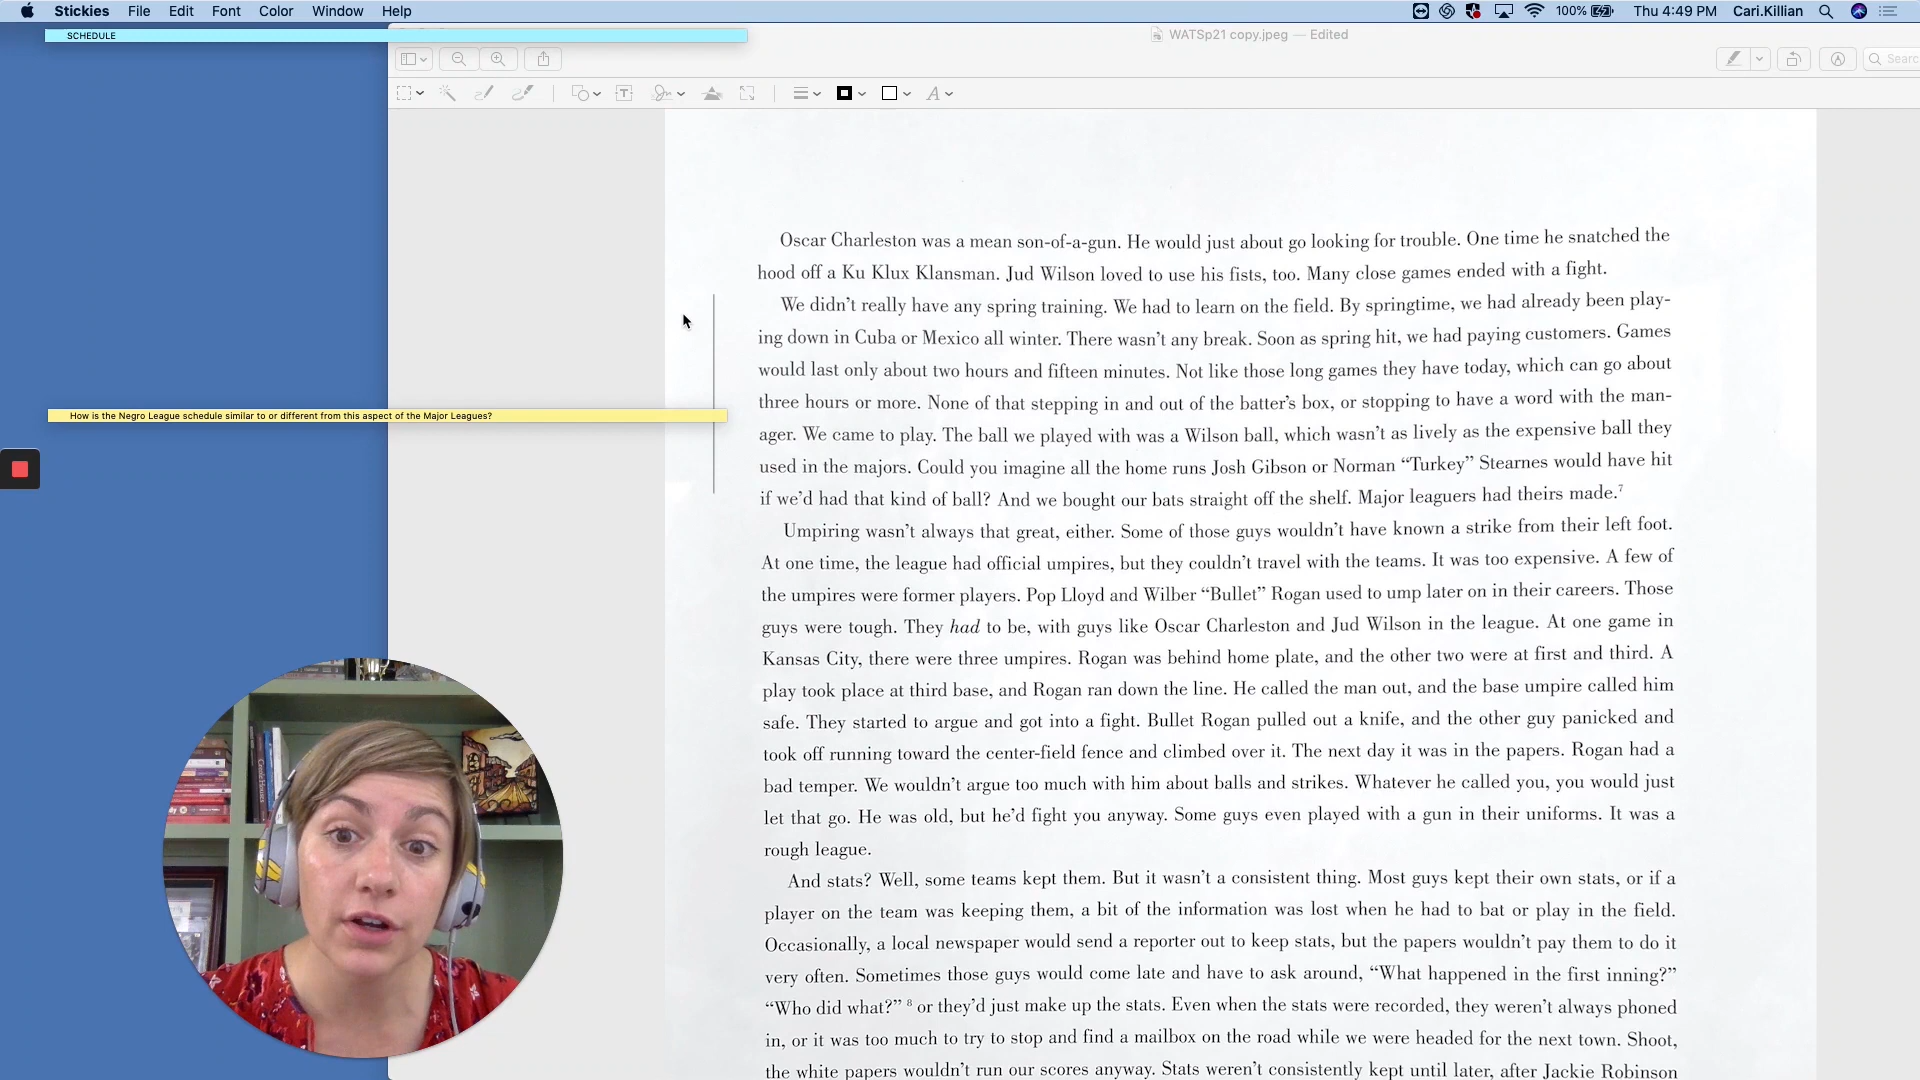 Stickies File Edit Font Color Window Help
100% Thu 4:49 PM Cari.Killian
SCHEDULE
WATSp21 copy.jpeg — Edited
Searc
Oscar Charleston was a mean son-of-a-gun. He would just about go looking for trouble. One time he snatched the
hood off a Ku Klux Klansman. Jud Wilson loved to use his fists, too. Many close games ended with a fight.
We didn't really have any spring training. We had to learn on the field. By springtime, we had already been play-
ing down in Cuba or Mexico all winter. There wasn't any break. Soon as spring hit, we had paying customers. Games
would last only about two hours and fifteen minutes. Not like those long games they have today, which can go about
three hours or more. None of that stepping in and out of the batter's box, or stopping to have a word with the man-
How is the Negro League schedule similar to or different from this aspect of the Major Leagues?
ager. We came to play. The ball we played with was a Wilson ball, which wasn't as lively as the expensive ball they
used in the majors. Could you imagine all the home runs Josh Gibson or Norman “Turkey” Stearnes would have hit
if we'd had that kind of ball? And we bought our bats straight off the shelf. Major leaguers had theirs made.7
Umpiring wasn't always that great, either. Some of those guys wouldn't have known a strike from their left foot.
At one time, the league had official umpires, but they couldn't travel with the teams. It was too expensive. A few of
the umpires were former players. Pop Lloyd and Wilber “Bullet” Rogan used to ump later on in their careers. Those
guys were tough. They had to be, with guys like Oscar Charleston and Jud Wilson in the league. At one game in
Kansas City, there were three umpires. Rogan was behind home plate, and the other two were at first and third. A
play took place at third base, and Rogan ran down the line. He called the man out, and the base umpire called him
safe. They started to argue and got into a fight. Bullet Rogan pulled out a knife, and the other guy panicked and
took off running toward the center-field fence and climbed over it. The next day it was in the papers. Rogan had a
bad temper. We wouldn't argue too much with him about balls and strikes. Whatever he called you, you would just
let that go. He was old, but he'd fight you anyway. Some guys even played with a gun in their uniforms. It was a
rough league.
And stats? Well, some teams kept them. But it wasn't a consistent thing. Most guys kept their own stats, or if a
player on the team was keeping them, a bit of the information was lost when he had to bat or play in the field.
Occasionally, a local newspaper would send a reporter out to keep stats, but the papers wouldn't pay them to do it
very often. Sometimes those guys would come late and have to ask around, “What happened in the first inning?”
“Who did what?” 8 or they'd just make up the stats. Even when the stats were recorded, they weren't always phoned
in, or it was too much to try to stop and find a mailbox on the road while we were headed for the next town. Shoot,
the white papers wouldn't run our scores anyway. Stats weren't consistently kept until later, after Jackie Robinson